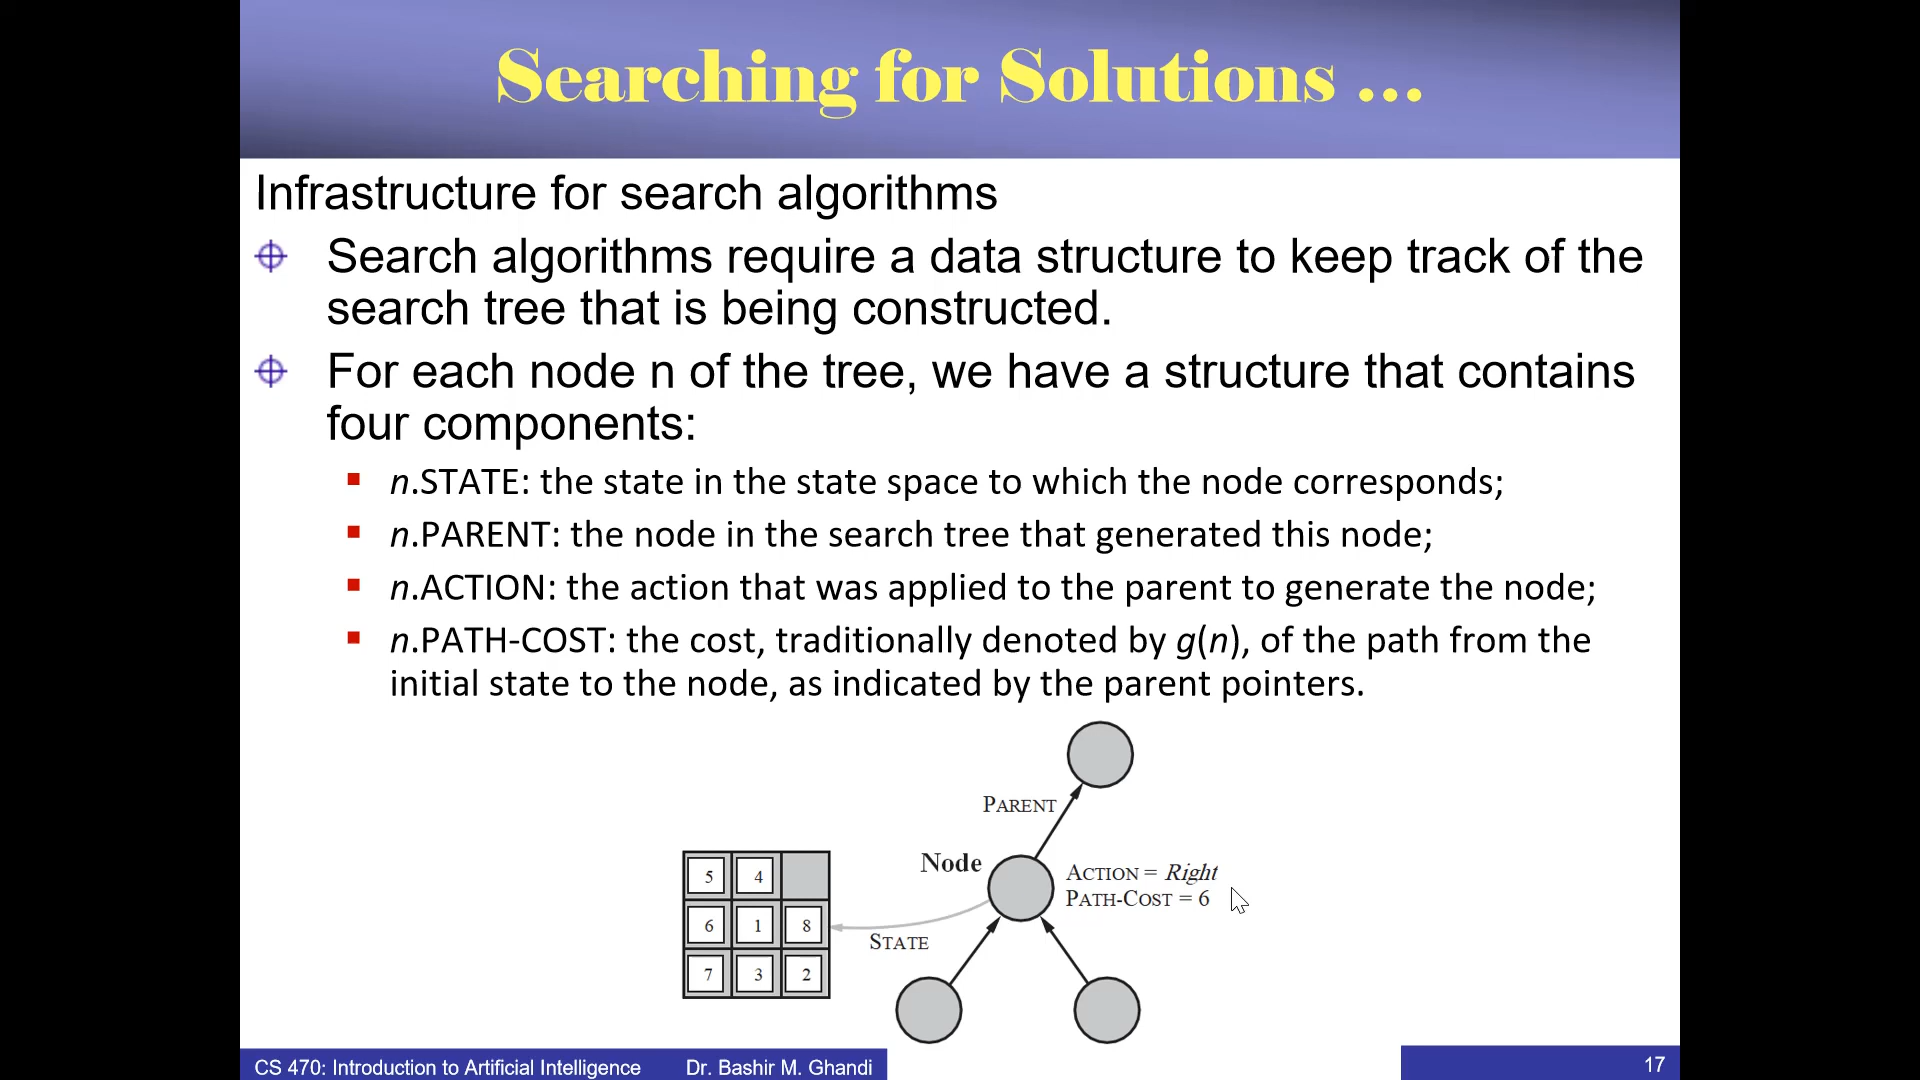 Searching for Solutions ...
Infrastructure for search algorithms
Search algorithms require a data structure to keep track of the
search tree that is being constructed.
For each node n of the tree, we have a structure that contains
four components:
n.STATE: the state in the state space to which the node corresponds;
n.PARENT: the node in the search tree that generated this node;
n.ACTION: the action that was applied to the parent to generate the node;
n.PATH-COST: the cost, traditionally denoted by g(n), of the path from the
initial state to the node, as indicated by the parent pointers.
PARENT
Node
ACTION = Right
PATH-COST = 6
5 4
6 1 8
STATE
7 3 2
CS 470: Introduction to Artificial Intelligence Dr. Bashir M. Ghandi
17